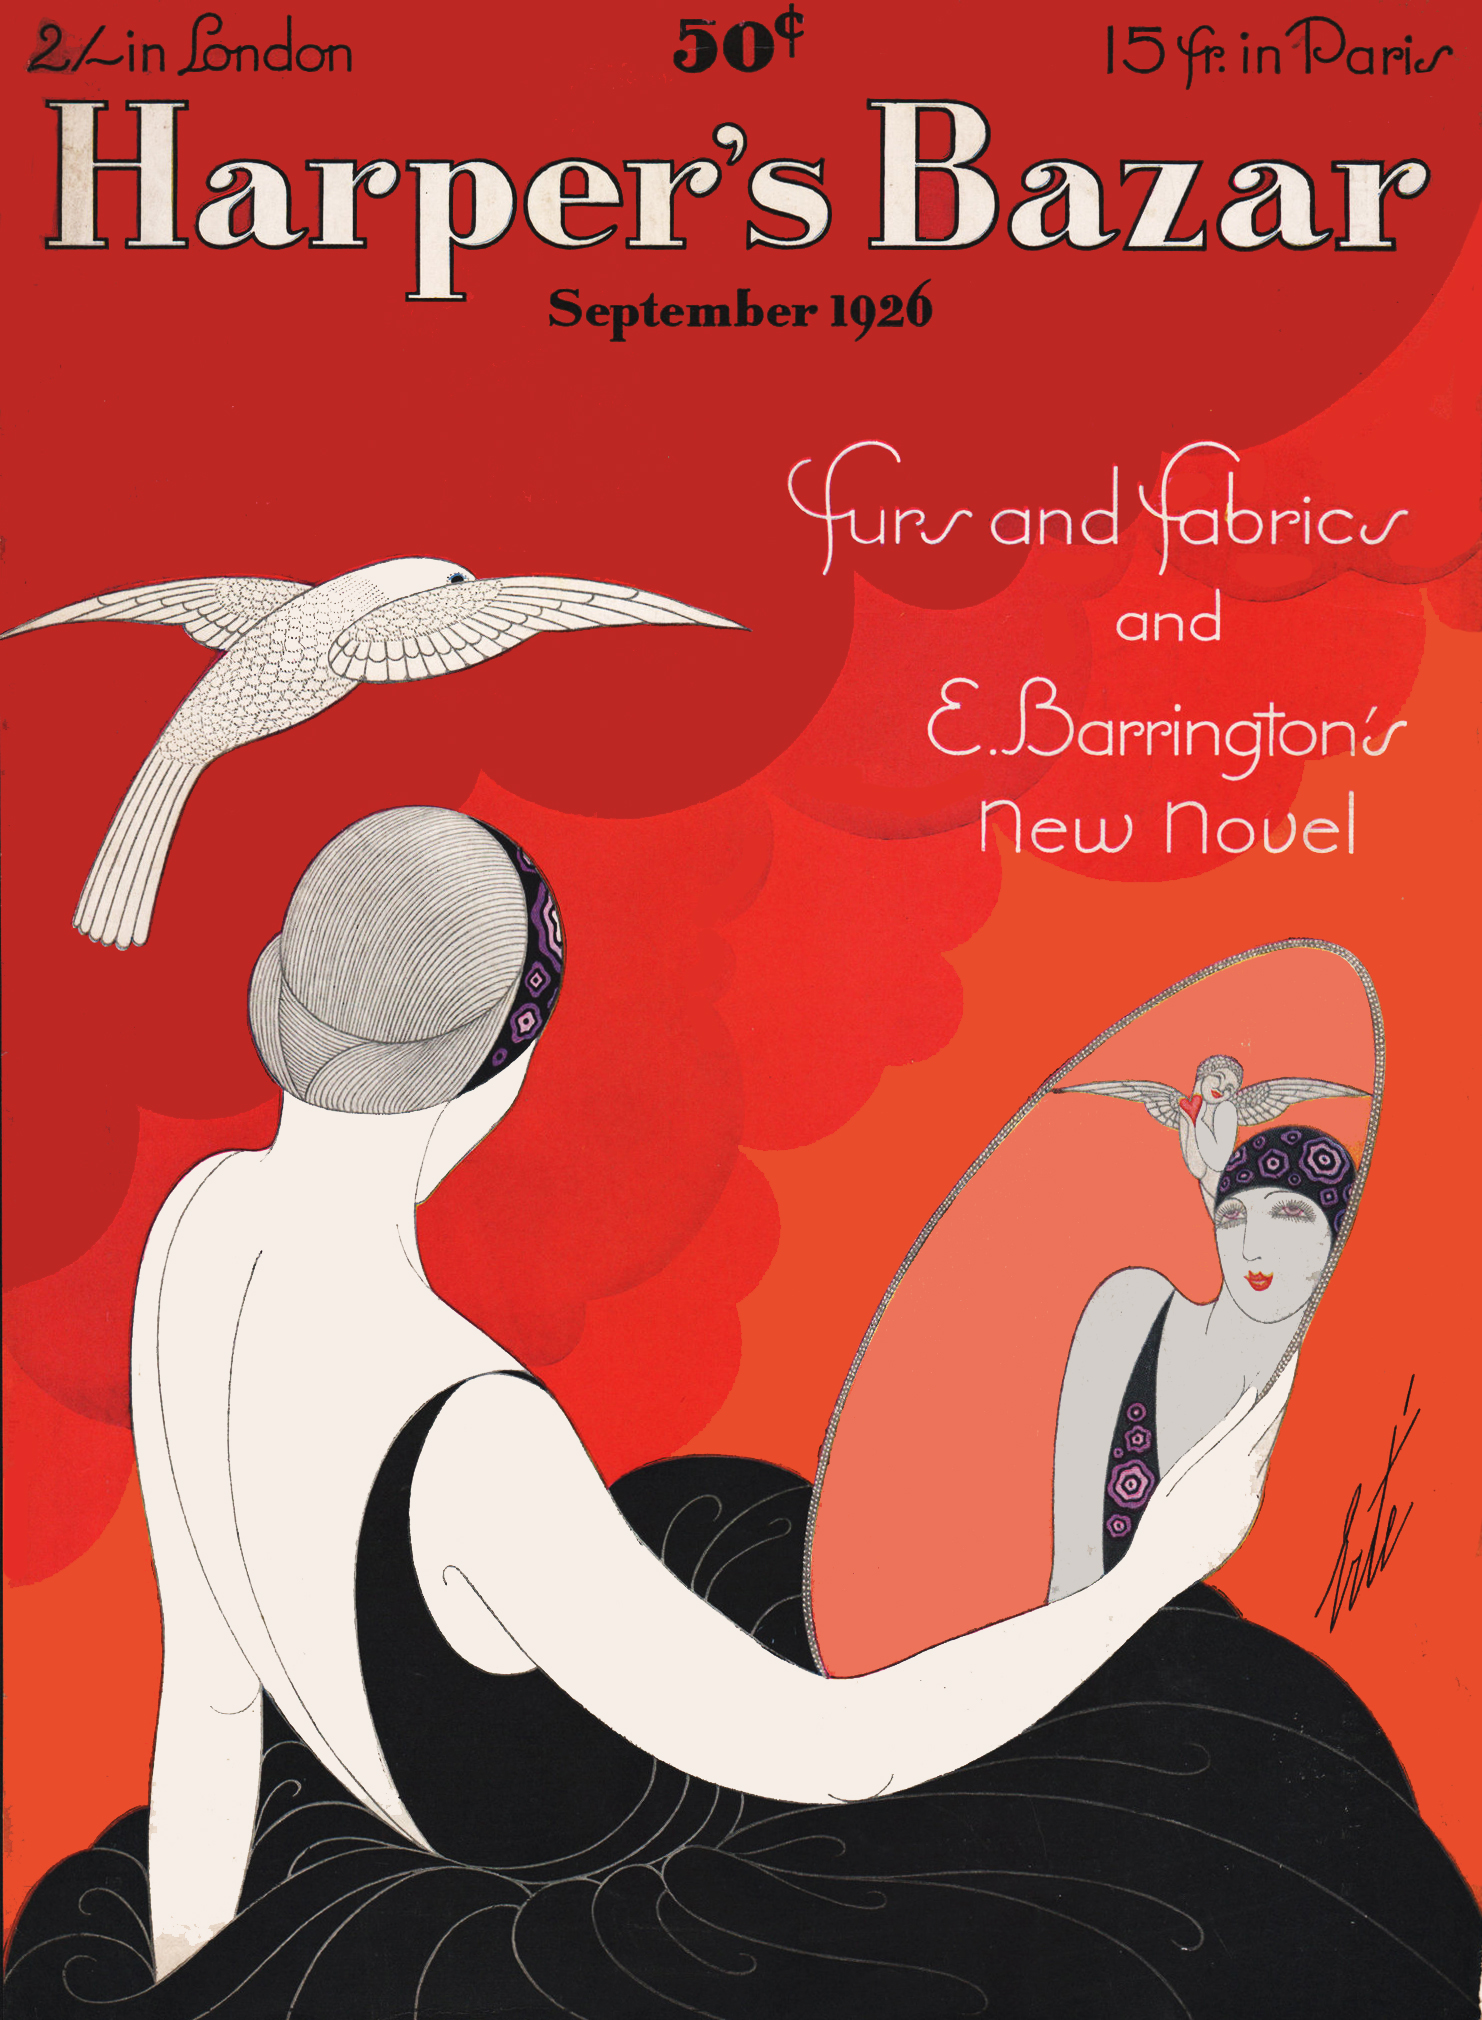 2/- in London
50¢
15 fr. in Paris
Harper's Bazar
September 1926
Furs and Fabrics
and
E. Barrington's
New Novel
Erté